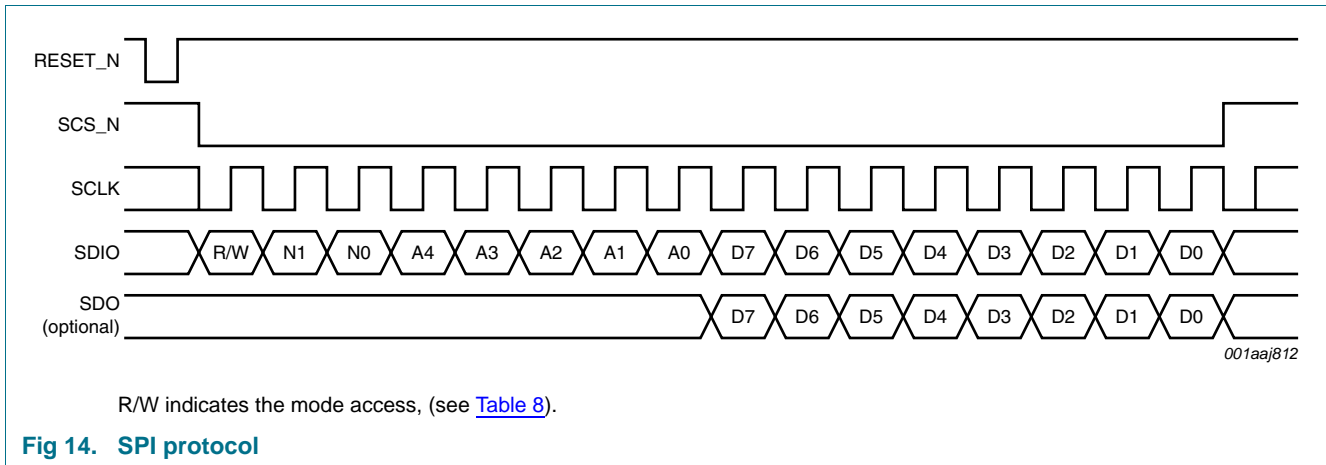 RESET_N
SCS_N
SCLK
SDIO R/W N1 N0 A4 A3 A2 A1 A0 D7 D6 D5 D4 D3 D2 D1 D0
SDO
(optional) D7 D6 D5 D4 D3 D2 D1 D0
001aaj812
R/W indicates the mode access, (see Table 8).
Fig 14. SPI protocol